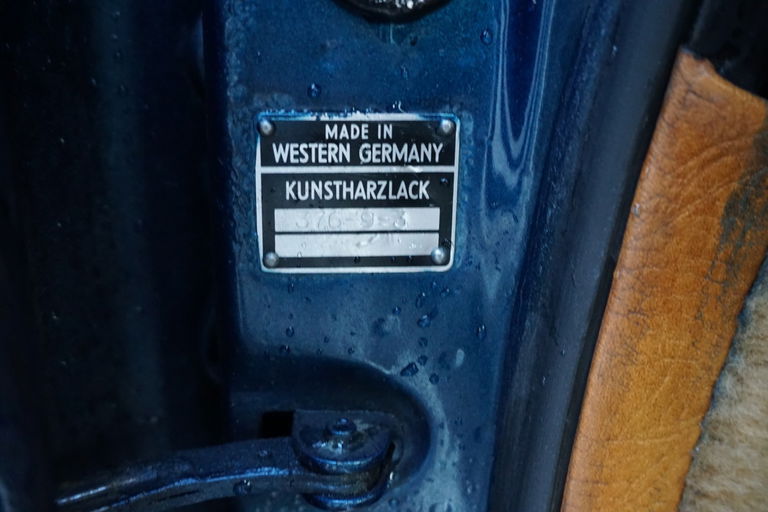 MADE IN
WESTERN GERMANY
KUNSTHARZLACK
376-9-3